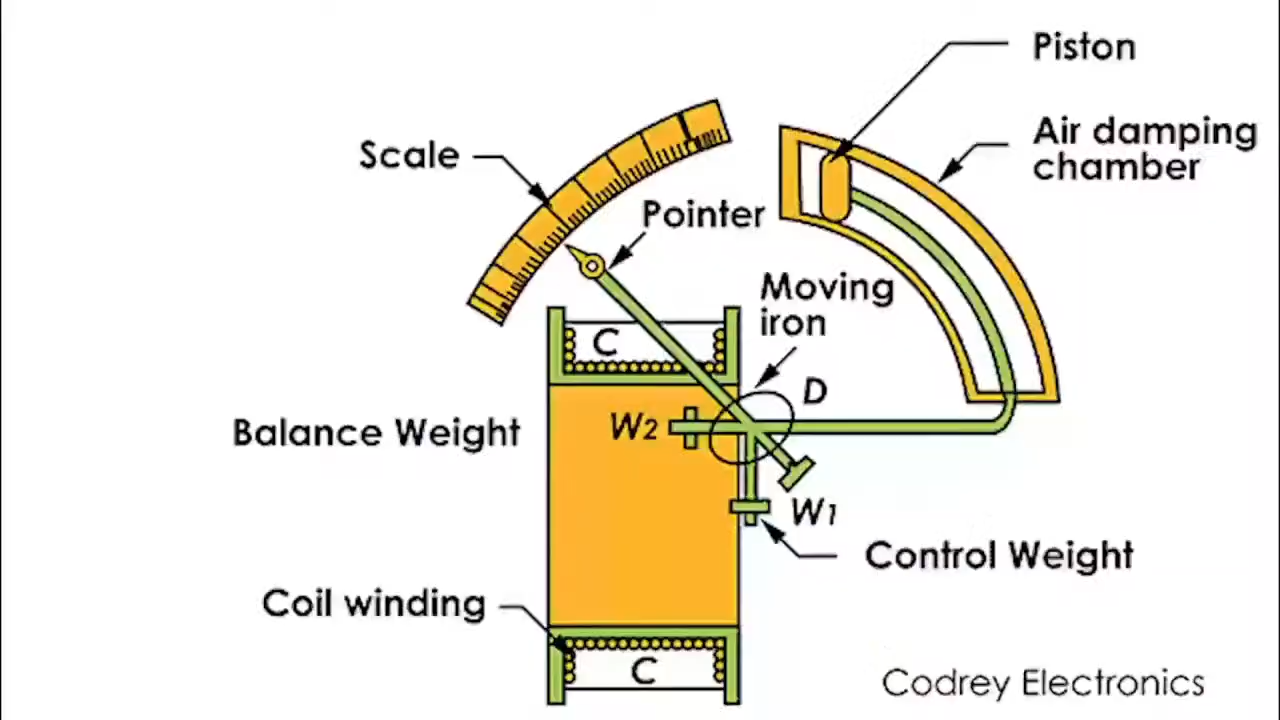 Piston
Air damping
chamber
Scale
Pointer
Moving
iron
C
D
W2
Balance Weight
W1
Control Weight
Coil winding
C
Codrey Electronics